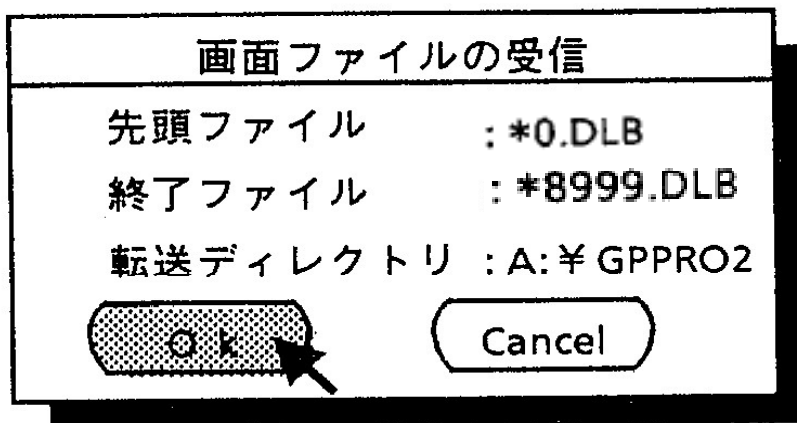 画面ファイルの受信
先頭ファイル : *0.DLB
終了ファイル : *8999.DLB
転送ディレクトリ : A:¥GPPRO2
Ok Cancel